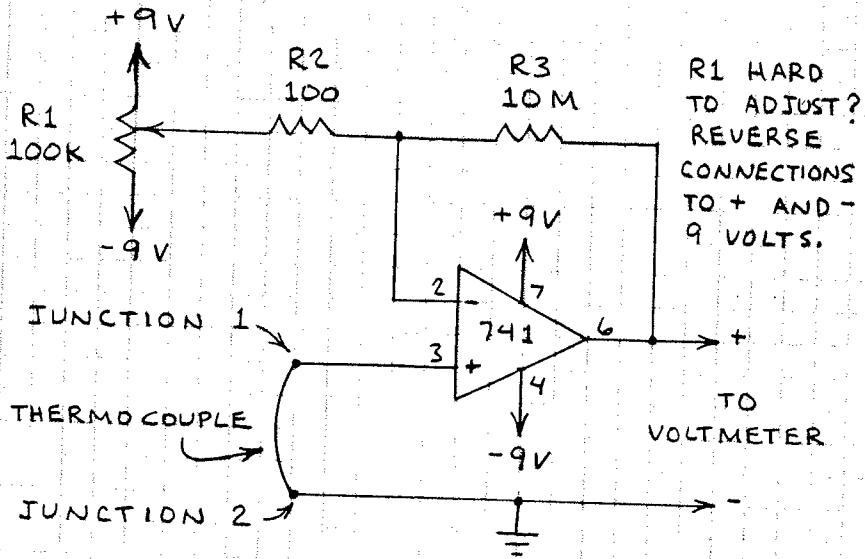 +9V
R1
100K
-9V
R2
100
R3
10M
R1 HARD
TO ADJUST?
REVERSE
CONNECTIONS
TO + AND -
9 VOLTS.
+9V
7
2
-
741
6
3
+
4
-9V
JUNCTION 1
THERMOCOUPLE
JUNCTION 2
+
TO
VOLTMETER
-